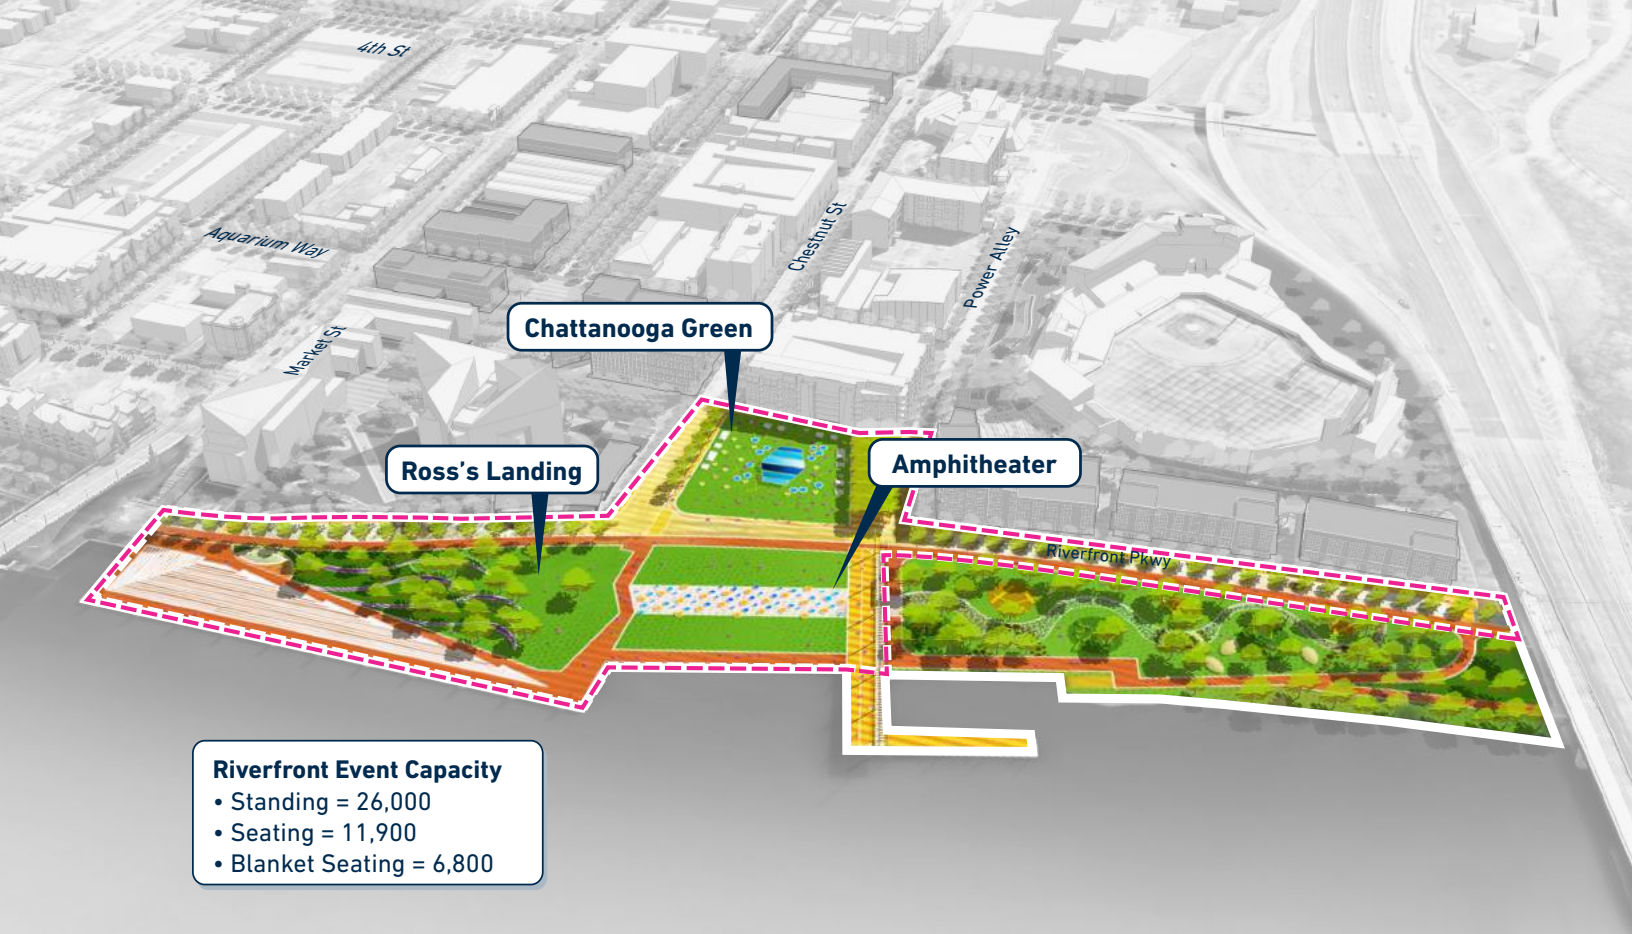 4th St
Aquarium Way
Chestnut St
Power Alley
Market St
Chattanooga Green
Ross's Landing
Amphitheater
Riverfront Pkwy
Riverfront Event Capacity
• Standing = 26,000
• Seating = 11,900
• Blanket Seating = 6,800